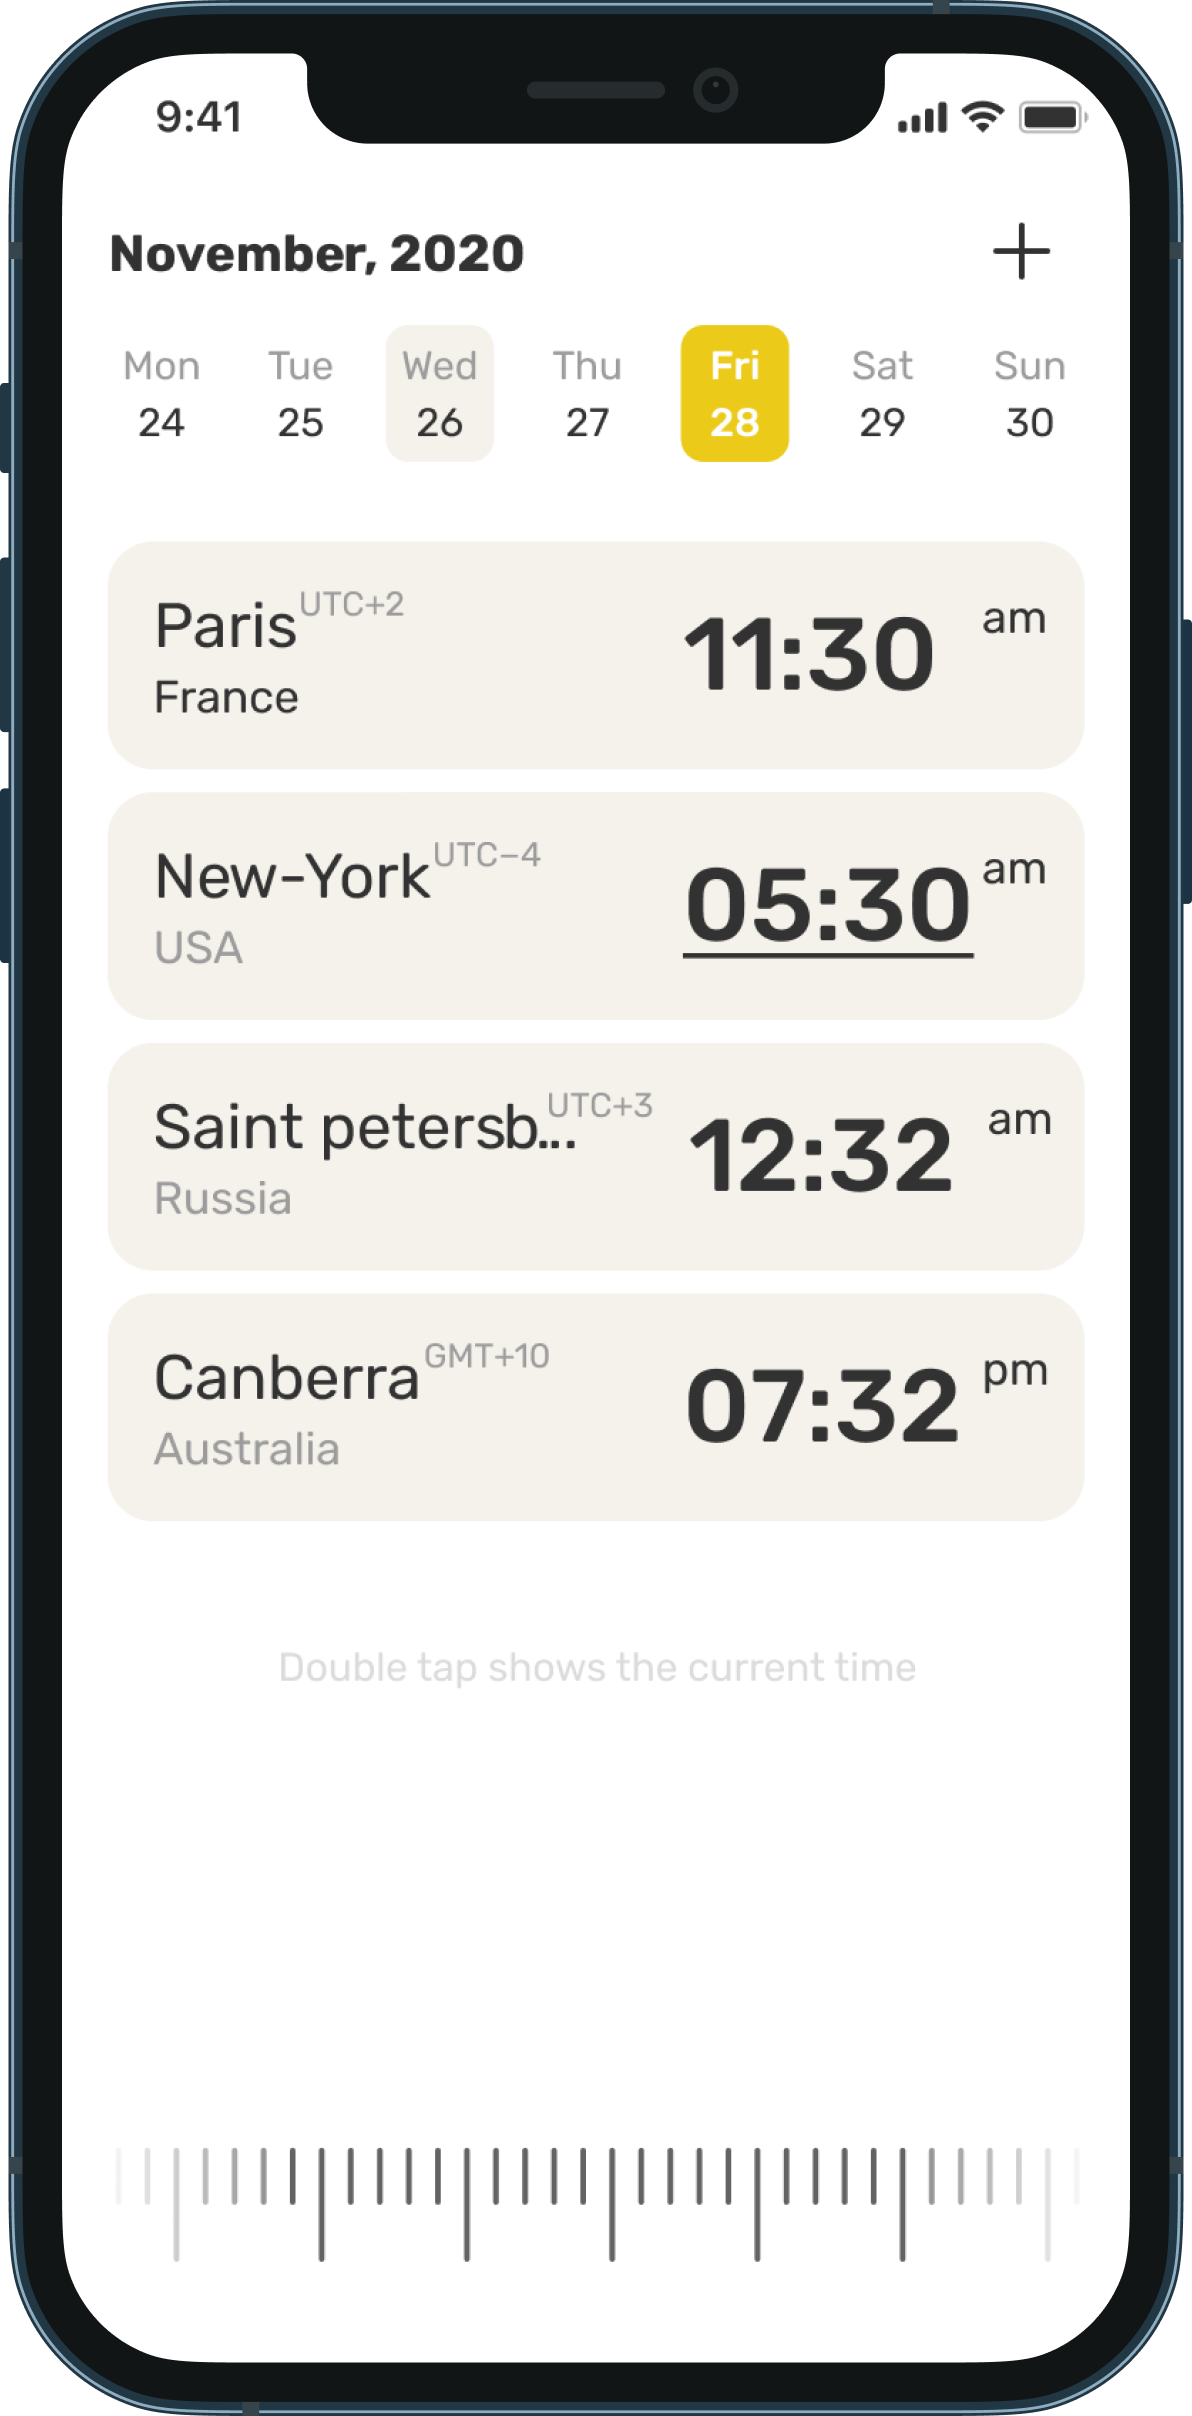 9:41
November, 2020
Mon Tue Wed Thu Fri Sat Sun
24 25 26 27 28 29 30
Paris UTC+2 11:30 am
France
New-York UTC−4 05:30 am
USA
Saint petersb... UTC+3 12:32 am
Russia
Canberra GMT+10 07:32 pm
Australia
Double tap shows the current time